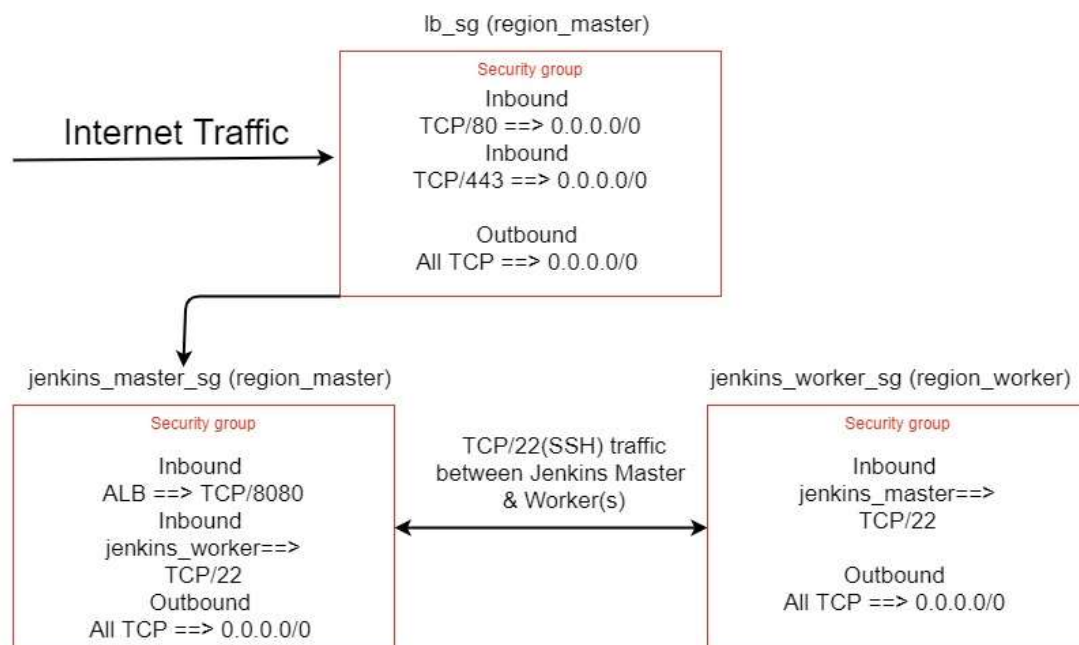 lb_sg (region_master)
Security group
Inbound
TCP/80 ==> 0.0.0.0/0
Inbound
TCP/443 ==> 0.0.0.0/0
Outbound
All TCP ==> 0.0.0.0/0
Internet Traffic
jenkins_master_sg (region_master)
Security group
Inbound
ALB ==> TCP/8080
Inbound
jenkins_worker==>
TCP/22
Outbound
All TCP ==> 0.0.0.0/0
TCP/22(SSH) traffic
between Jenkins Master
& Worker(s)
jenkins_worker_sg (region_worker)
Security group
Inbound
jenkins_master==>
TCP/22
Outbound
All TCP ==> 0.0.0.0/0